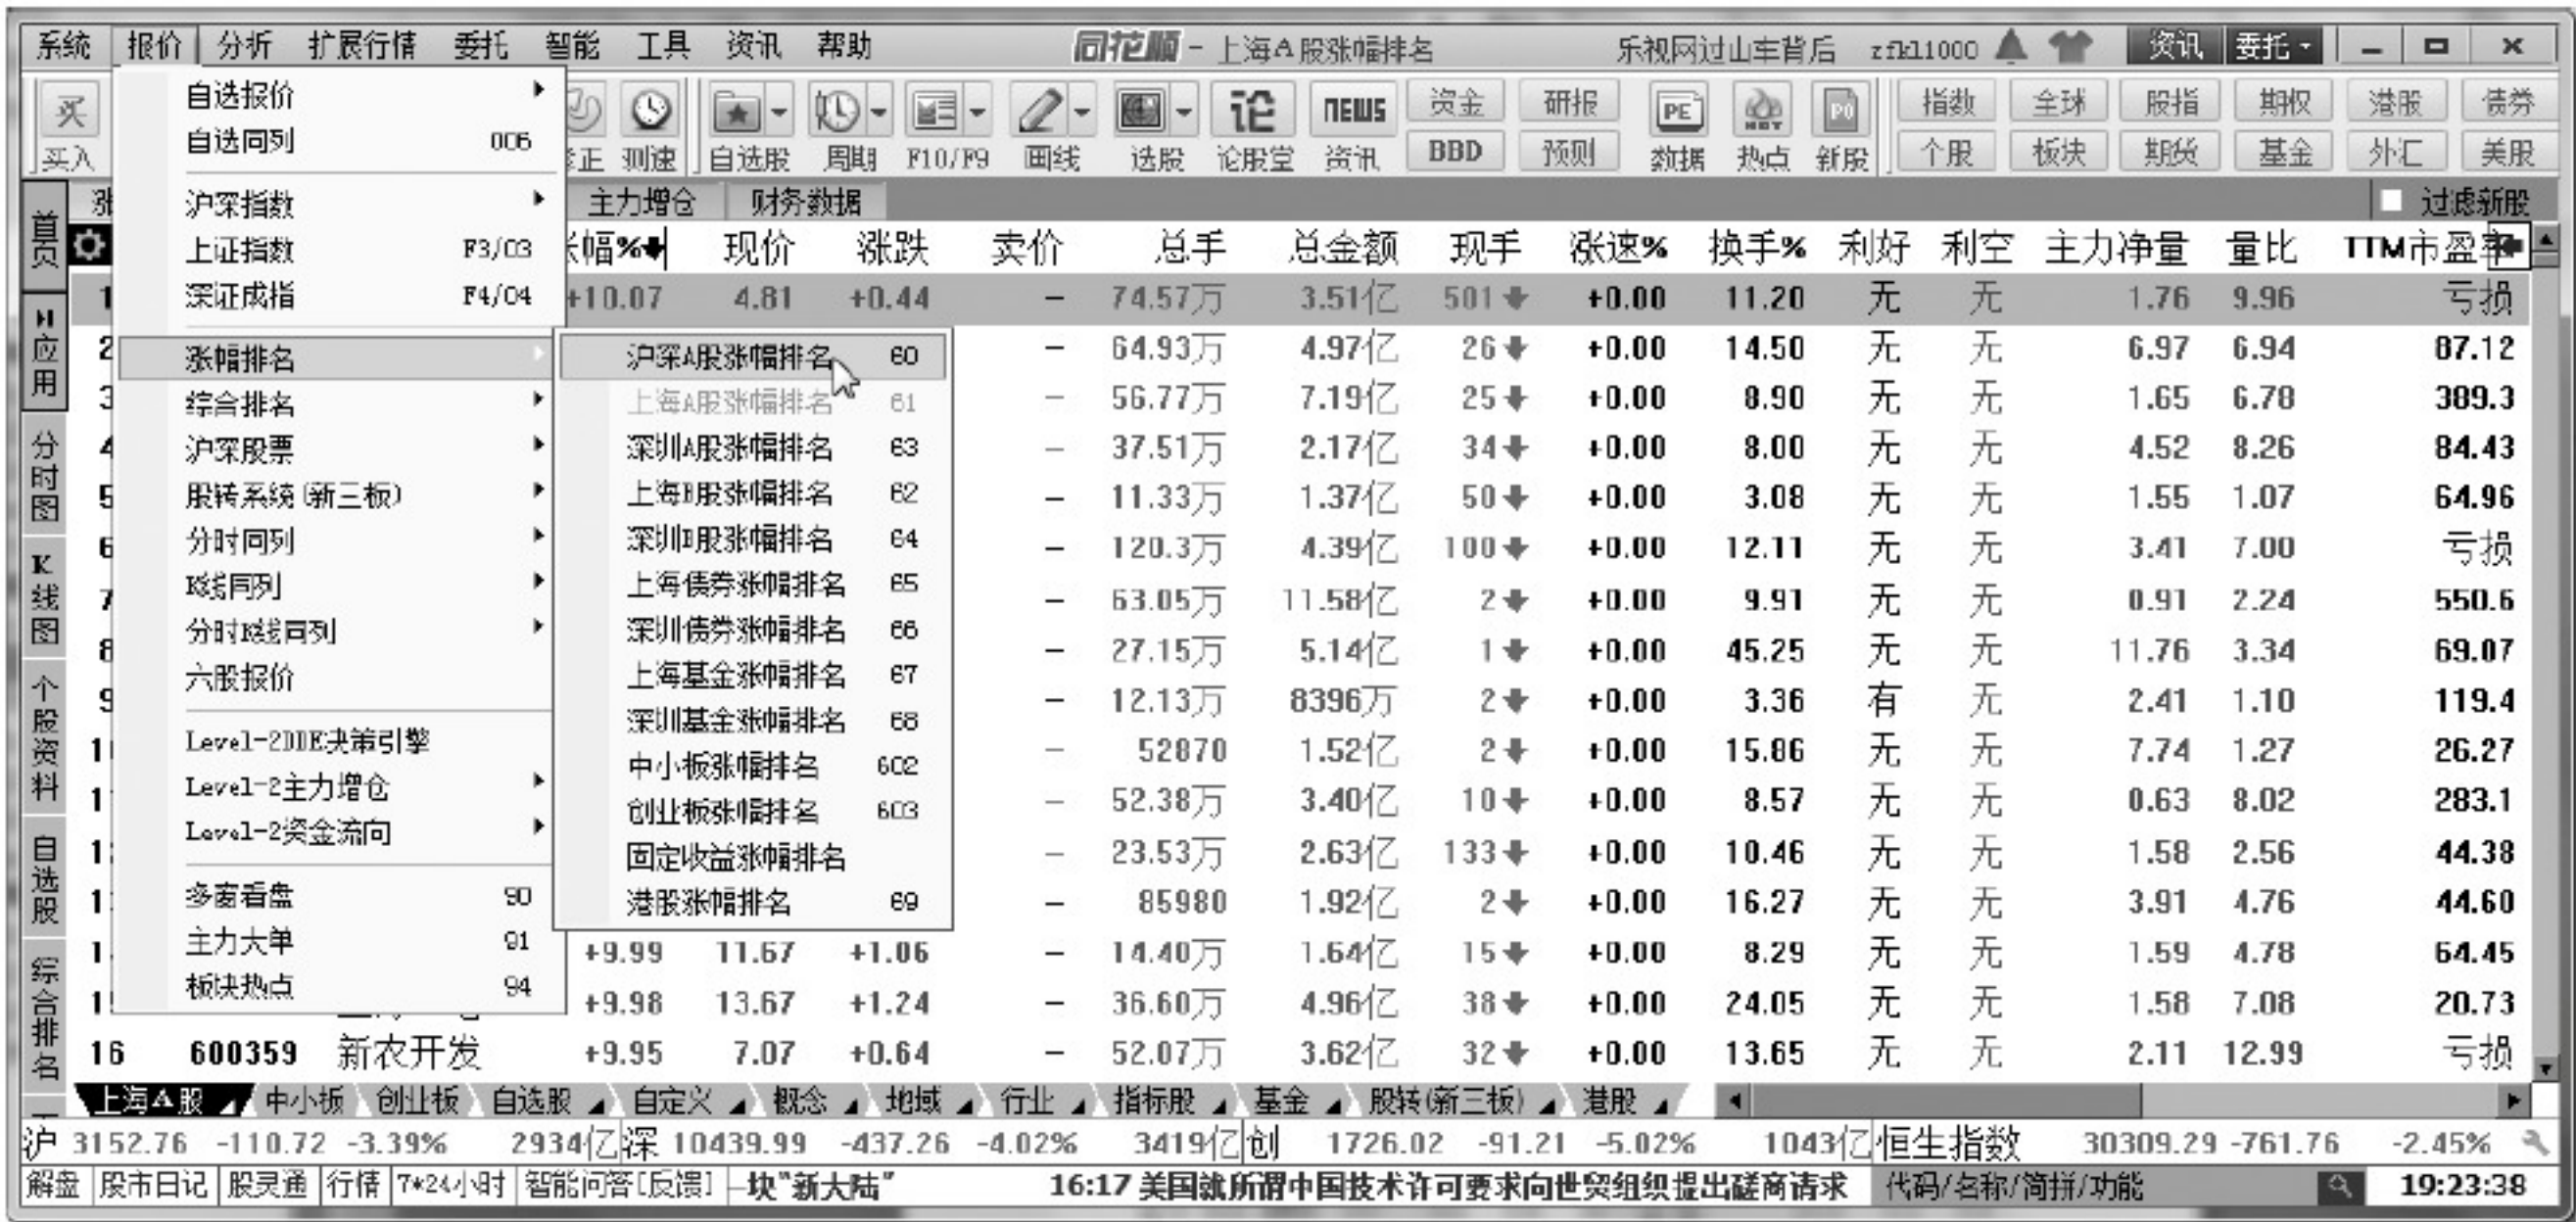 系统 报价 分析 扩展行情 委托 智能 工具 资讯 帮助 同花顺 - 上海A股涨幅排名 乐视网过山车背后 zfkl1000 资讯 委托
买 论 NEWS 资金 研报 PE HOT PO 指数 全球 股指 期权 港股 债券
买入 测速 自选股 周期 F10/F9 画线 选股 论股堂 资讯 BBD 预测 数据 热点 新股 个股 板块 期货 基金 外汇 美股
自选报价
自选同列 006
沪深指数
上证指数 F3/03
深证成指 F4/04
涨幅排名
综合排名
沪深股票
股转系统(新三板)
分时同列
K线同列
分时K线同列
六股报价
Level-2DDE决策引擎
Level-2主力增仓
Level-2资金流向
多窗看盘 90
主力大单 91
板块热点 94
沪深A股涨幅排名 60
上海A股涨幅排名 61
深圳A股涨幅排名 63
上海B股涨幅排名 62
深圳B股涨幅排名 64
上海债券涨幅排名 65
深圳债券涨幅排名 66
上海基金涨幅排名 67
深圳基金涨幅排名 68
中小板涨幅排名 602
创业板涨幅排名 603
固定收益涨幅排名
港股涨幅排名 69
首页
应用
分时图
K线图
个股资料
自选股
综合排名
主力增仓 财务数据 过滤新股
涨幅% 现价 涨跌 卖价 总手 总金额 现手 涨速% 换手% 利好 利空 主力净量 量比 TTM市盈率
1 +10.07 4.81 +0.44 — 74.57万 3.51亿 501 +0.00 11.20 无 无 1.76 9.96 亏损
2 — 64.93万 4.97亿 26 +0.00 14.50 无 无 6.97 6.94 87.12
3 — 56.77万 7.19亿 25 +0.00 8.90 无 无 1.65 6.78 389.3
4 — 37.51万 2.17亿 34 +0.00 8.00 无 无 4.52 8.26 84.43
5 — 11.33万 1.37亿 50 +0.00 3.08 无 无 1.55 1.07 64.96
6 — 120.3万 4.39亿 100 +0.00 12.11 无 无 3.41 7.00 亏损
7 — 63.05万 11.58亿 2 +0.00 9.91 无 无 0.91 2.24 550.6
8 — 27.15万 5.14亿 1 +0.00 45.25 无 无 11.76 3.34 69.07
9 — 12.13万 8396万 2 +0.00 3.36 有 无 2.41 1.10 119.4
— 52870 1.52亿 2 +0.00 15.86 无 无 7.74 1.27 26.27
— 52.38万 3.40亿 10 +0.00 8.57 无 无 0.63 8.02 283.1
— 23.53万 2.63亿 133 +0.00 10.46 无 无 1.58 2.56 44.38
— 85980 1.92亿 2 +0.00 16.27 无 无 3.91 4.76 44.60
+9.99 11.67 +1.06 — 14.40万 1.64亿 15 +0.00 8.29 无 无 1.59 4.78 64.45
+9.98 13.67 +1.24 — 36.60万 4.96亿 38 +0.00 24.05 无 无 1.58 7.08 20.73
16 600359 新农开发 +9.95 7.07 +0.64 — 52.07万 3.62亿 32 +0.00 13.65 无 无 2.11 12.99 亏损
上海A股 中小板 创业板 自选股 自定义 概念 地域 行业 指标股 基金 股转(新三板) 港股
沪 3152.76 -110.72 -3.39% 2934亿 深 10439.99 -437.26 -4.02% 3419亿 创 1726.02 -91.21 -5.02% 1043亿 恒生指数 30309.29 -761.76 -2.45%
解盘 股市日记 股灵通 行情 7*24小时 智能问答[反馈] 一块“新大陆” 16:17 美国就所谓中国技术许可要求向世贸组织提出磋商请求 代码/名称/简拼/功能 19:23:38